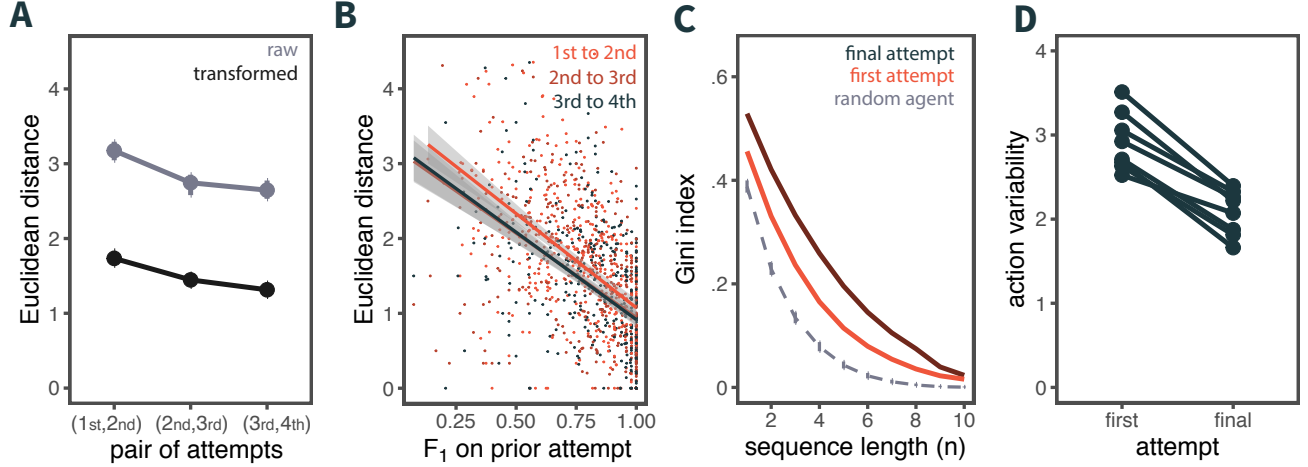 A
raw
transformed
4
3
2
1
0
Euclidean distance
(1st,2nd) (2nd,3rd) (3rd,4th)
pair of attempts
B
1st to 2nd
2nd to 3rd
3rd to 4th
4
3
2
1
0
Euclidean distance
0.25 0.50 0.75 1.00
F1 on prior attempt
C
final attempt
first attempt
random agent
.6
.4
.2
0
Gini index
2 4 6 8 10
sequence length (n)
D
4
3
2
1
0
action variability
first final
attempt